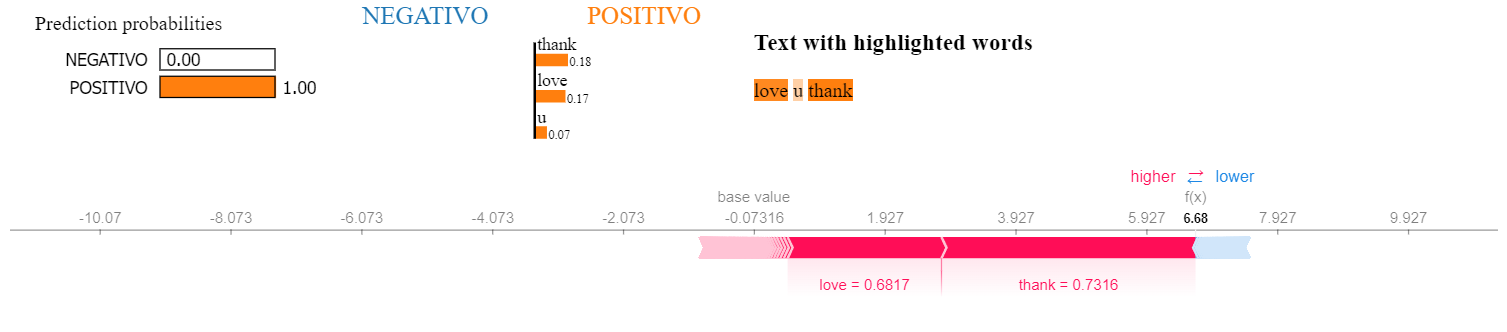 Prediction probabilities
NEGATIVO 0.00
POSITIVO 1.00
NEGATIVO POSITIVO
thank
0.18
love
0.17
u
0.07
Text with highlighted words
love u thank
higher ⇄ lower
base value f(x)
-10.07 -8.073 -6.073 -4.073 -2.073 -0.07316 1.927 3.927 5.927 6.68 7.927 9.927
love = 0.6817 thank = 0.7316